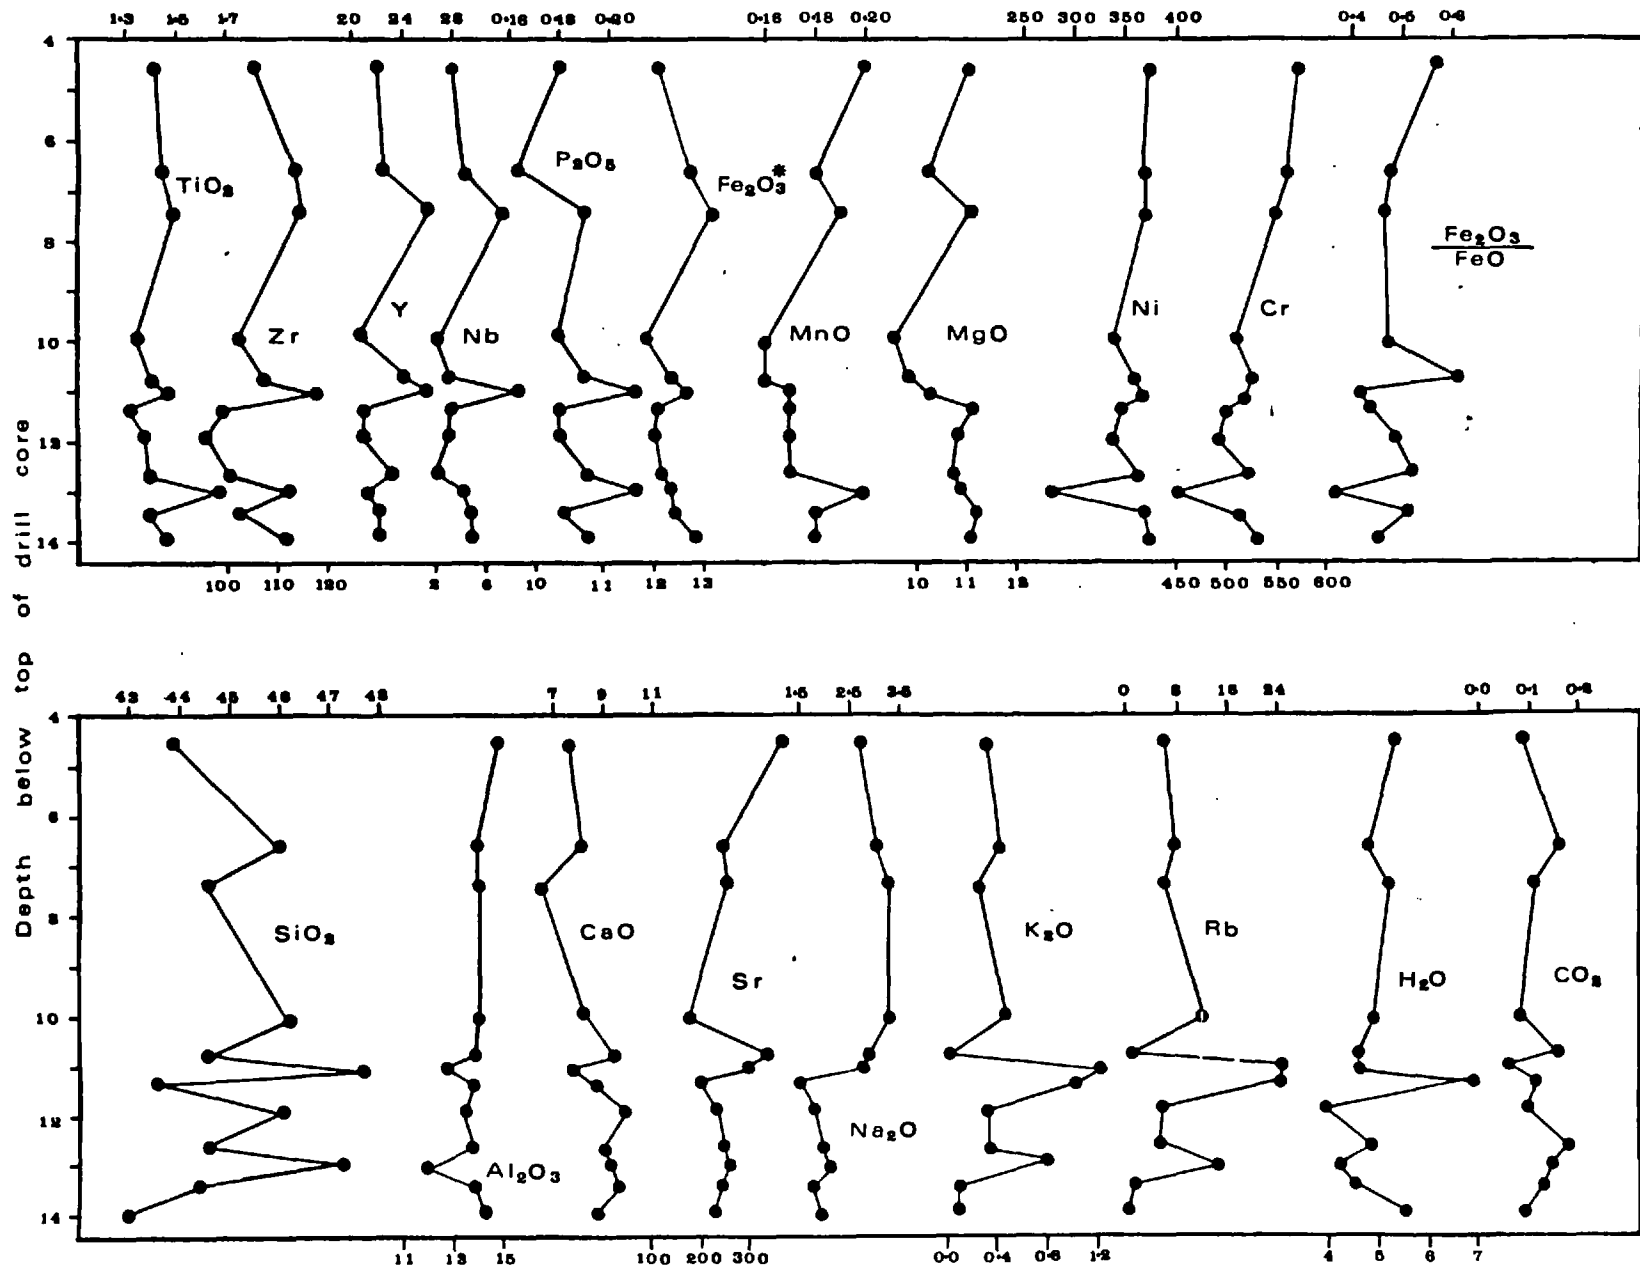 1·3 1·5 1·7 20 24 28 0·16 0·18 0·20 0·16 0·18 0·20 250 300 350 400 0·4 0·5 0·6
4
6
8
10
12
14
P₂O₅
TiO₂
Fe₂O₃*
Fe₂O₃
FeO
Y
Ni
Cr
Zr
Nb
MnO
MgO
100 110 120 2 6 10 11 12 13 10 11 12 450 500 550 600
Depth below top of drill core
43 44 45 46 47 48 7 9 11 1·5 2·5 3·5 0 8 16 24 0·0 0·1 0·2
4
6
8
10
12
14
SiO₂
CaO
K₂O
Rb
Sr
H₂O
CO₂
Na₂O
Al₂O₃
11 13 15 100 200 300 0·0 0·4 0·8 1·2 4 5 6 7